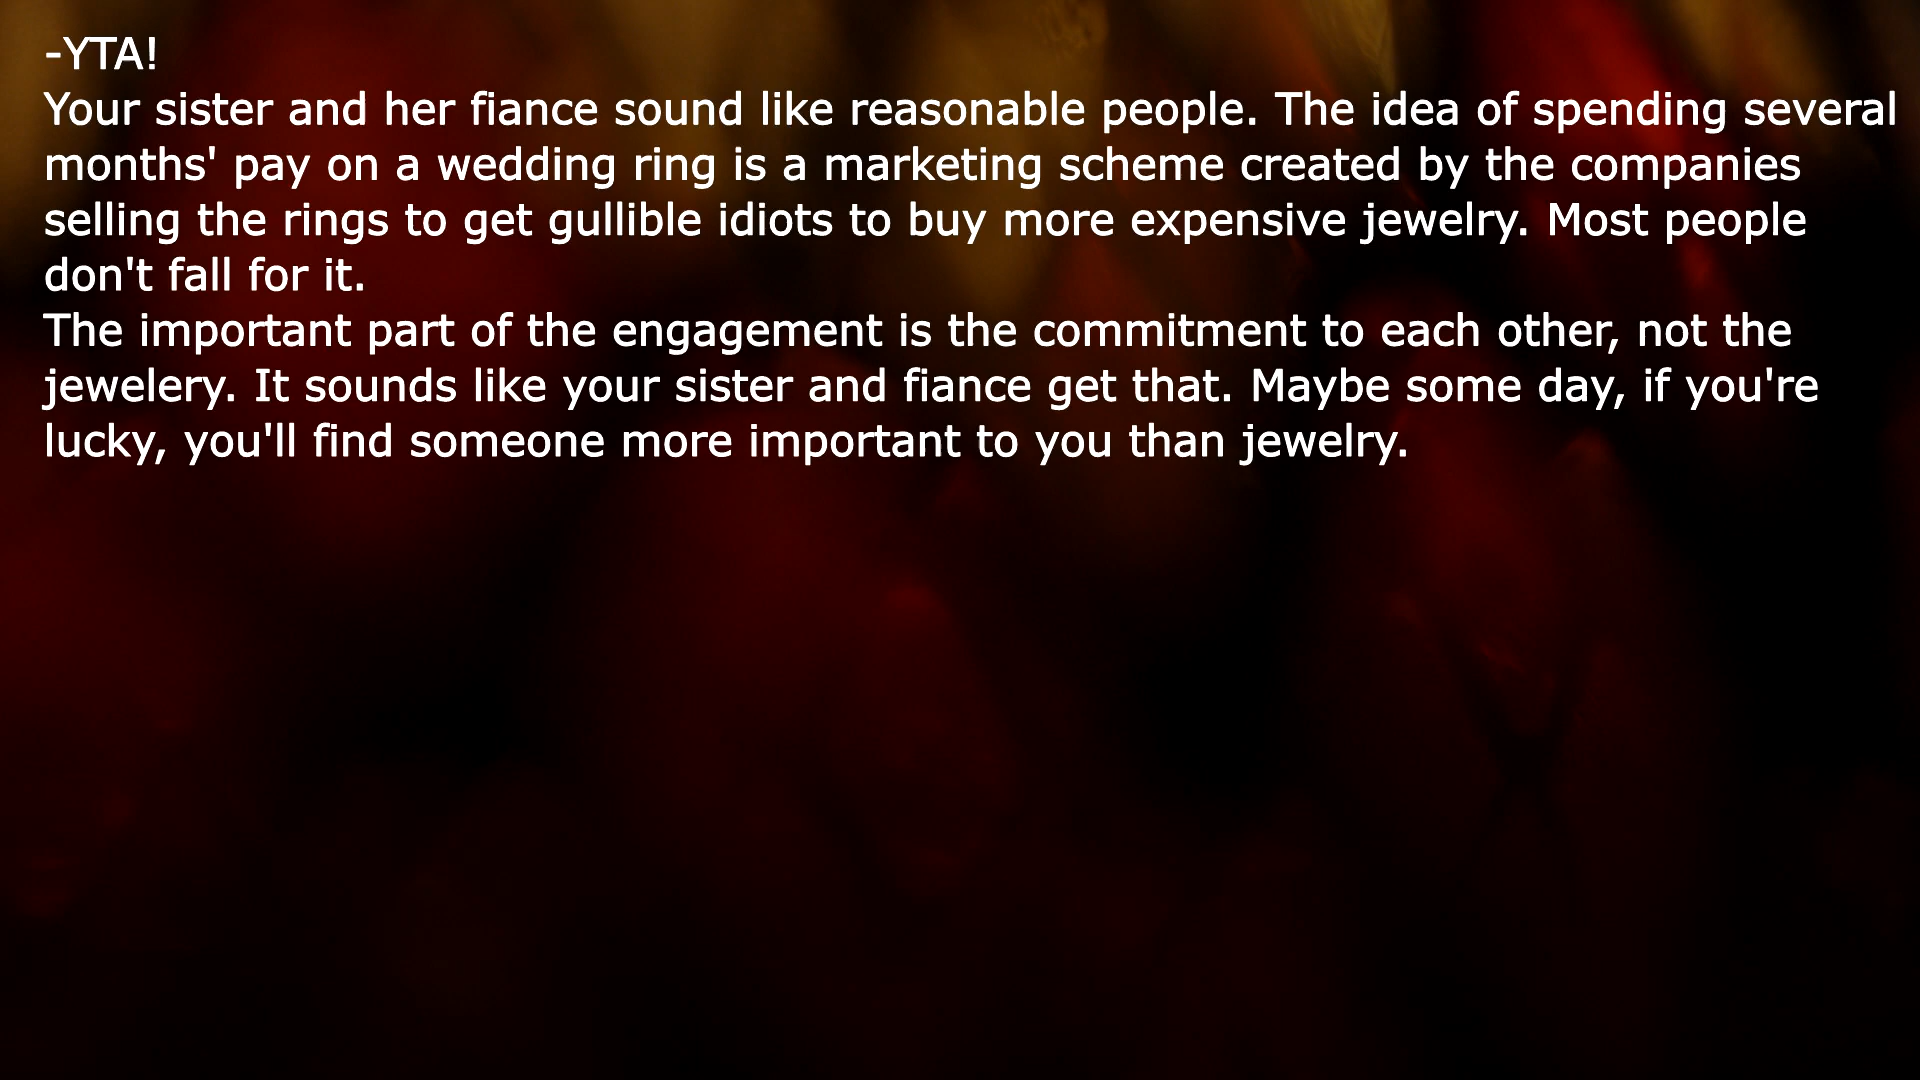 -YTA!
Your sister and her fiance sound like reasonable people. The idea of spending several
months' pay on a wedding ring is a marketing scheme created by the companies
selling the rings to get gullible idiots to buy more expensive jewelry. Most people
don't fall for it.
The important part of the engagement is the commitment to each other, not the
jewelery. It sounds like your sister and fiance get that. Maybe some day, if you're
lucky, you'll find someone more important to you than jewelry.